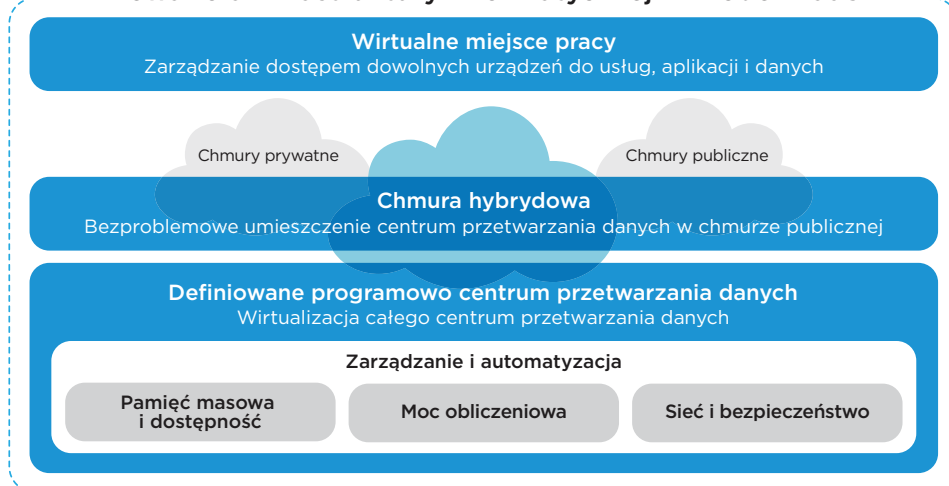 Wirtualne miejsce pracy
Zarządzanie dostępem dowolnych urządzeń do usług, aplikacji i danych
Chmury prywatne
Chmury publiczne
Chmura hybrydowa
Bezproblemowe umieszczenie centrum przetwarzania danych w chmurze publicznej
Definiowane programowo centrum przetwarzania danych
Wirtualizacja całego centrum przetwarzania danych
Zarządzanie i automatyzacja
Pamięć masowa
i dostępność
Moc obliczeniowa
Sieć i bezpieczeństwo